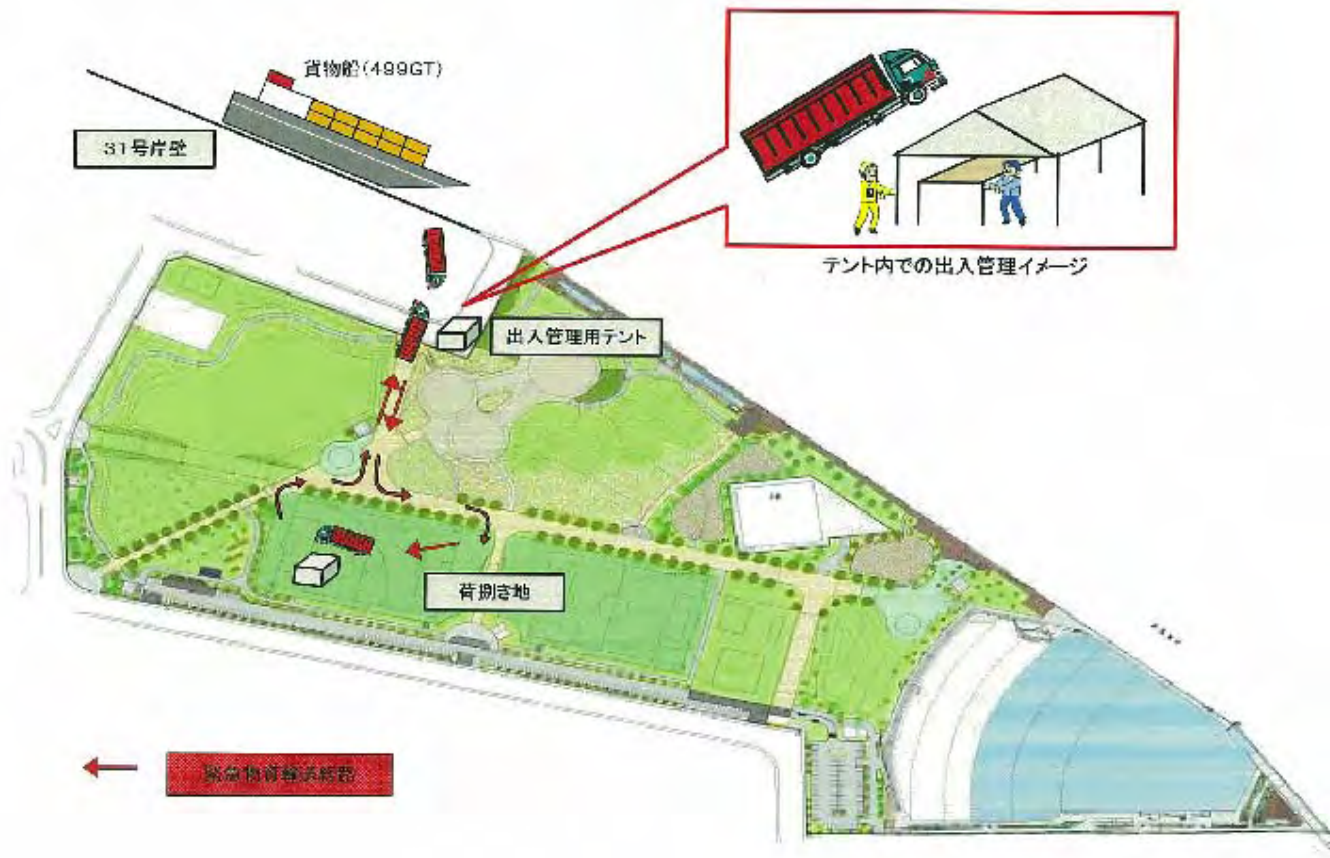 貨物船(499GT)
31号岸壁
テント内での出入管理イメージ
出入管理用テント
荷捌き地
緊急物資輸送経路